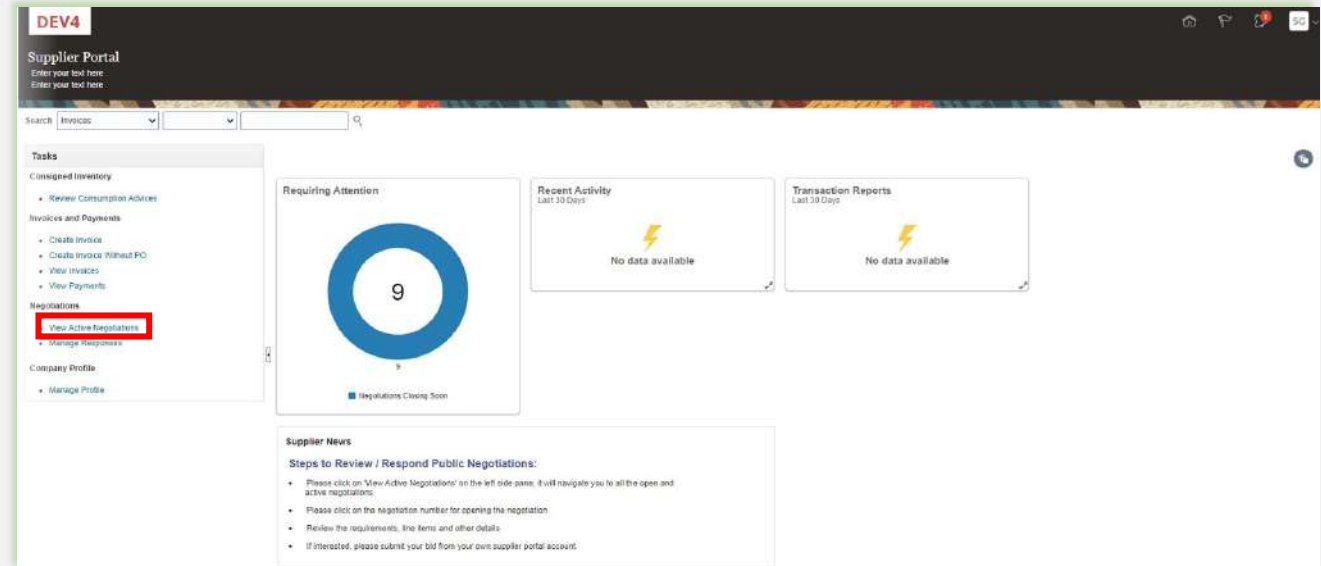 DEV4
SG
Supplier Portal
Enter your text here
Enter your text here
Search Invoices
Tasks
Consigned Inventory
Review Consumption Advices
Invoices and Payments
Create Invoice
Create Invoice Without PO
View Invoices
View Payments
Negotiations
View Active Negotiations
Manage Responses
Company Profile
Manage Profile
Requiring Attention
9
9
Negotiations Closing Soon
Recent Activity
Last 30 Days
No data available
Transaction Reports
Last 30 Days
No data available
Supplier News
Steps to Review / Respond Public Negotiations:
Please click on 'View Active Negotiations' on the left side pane, it will navigate you to all the open and
active negotiations
Please click on the negotiation number for opening the negotiation
Review the requirements, line items and other details
If interested, please submit your bid from your own supplier portal account.